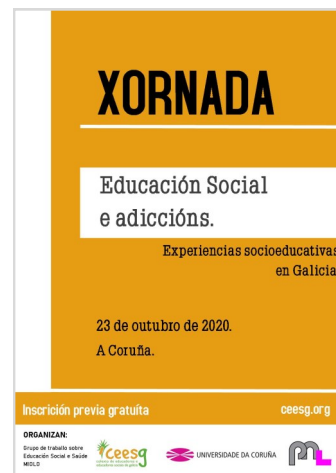 XORNADA
Educación Social
e adiccións.
Experiencias socioeducativas
en Galicia
23 de outubro de 2020.
A Coruña.
Inscrición previa gratuíta
ceesg.org
ORGANIZAN:
Grupo de traballo sobre
Educación Social e Saúde
MIOLO
ceesg
UNIVERSIDADE DA CORUÑA